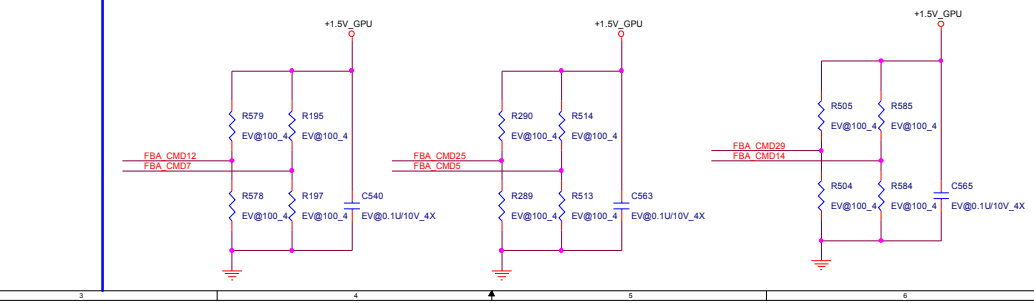 +1.5V_GPU
R579
EV@100_4
R195
EV@100_4
FBA_CMD12
FBA_CMD7
R578
EV@100_4
R197
EV@100_4
C540
EV@0.1U/10V_4X
+1.5V_GPU
R290
EV@100_4
R514
EV@100_4
FBA_CMD25
FBA_CMD5
R289
EV@100_4
R513
EV@100_4
C563
EV@0.1U/10V_4X
+1.5V_GPU
R505
EV@100_4
R585
EV@100_4
FBA_CMD29
FBA_CMD14
R504
EV@100_4
R584
EV@100_4
C565
EV@0.1U/10V_4X
3
4
5
6